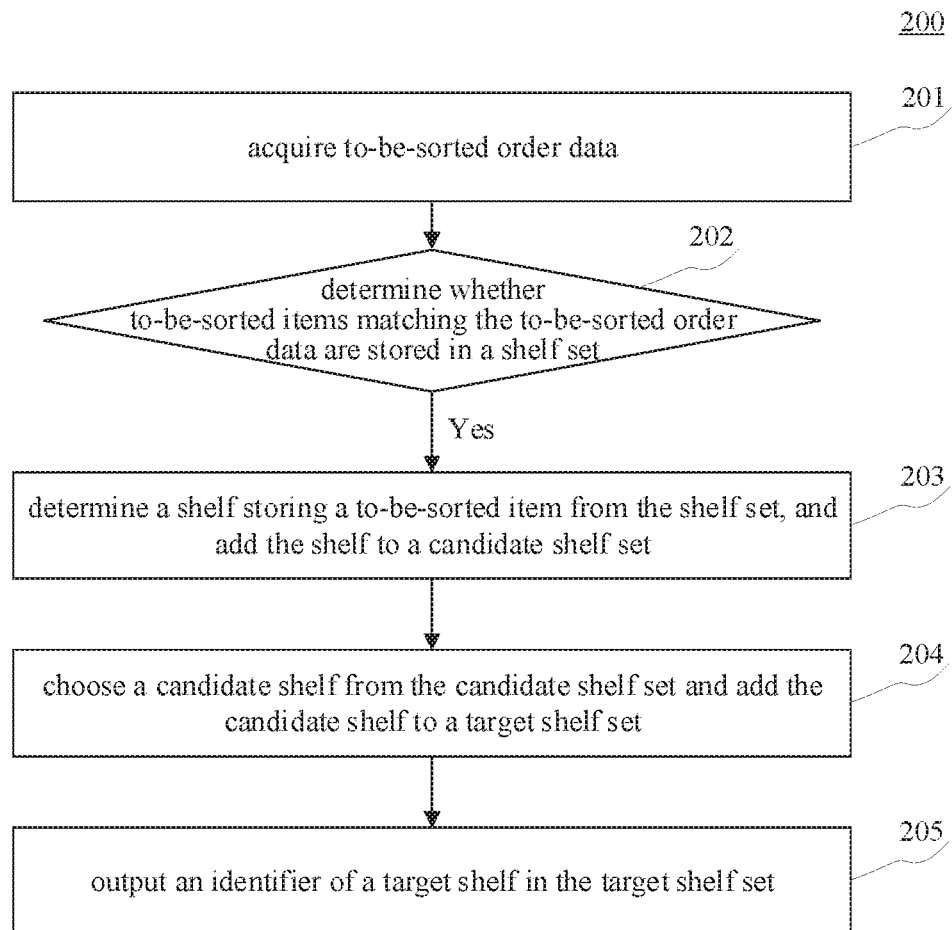 200
201
acquire to-be-sorted order data
202
determine whether
to-be-sorted items matching the to-be-sorted order
data are stored in a shelf set
Yes
203
determine a shelf storing a to-be-sorted item from the shelf set, and
add the shelf to a candidate shelf set
204
choose a candidate shelf from the candidate shelf set and add the
candidate shelf to a target shelf set
205
output an identifier of a target shelf in the target shelf set